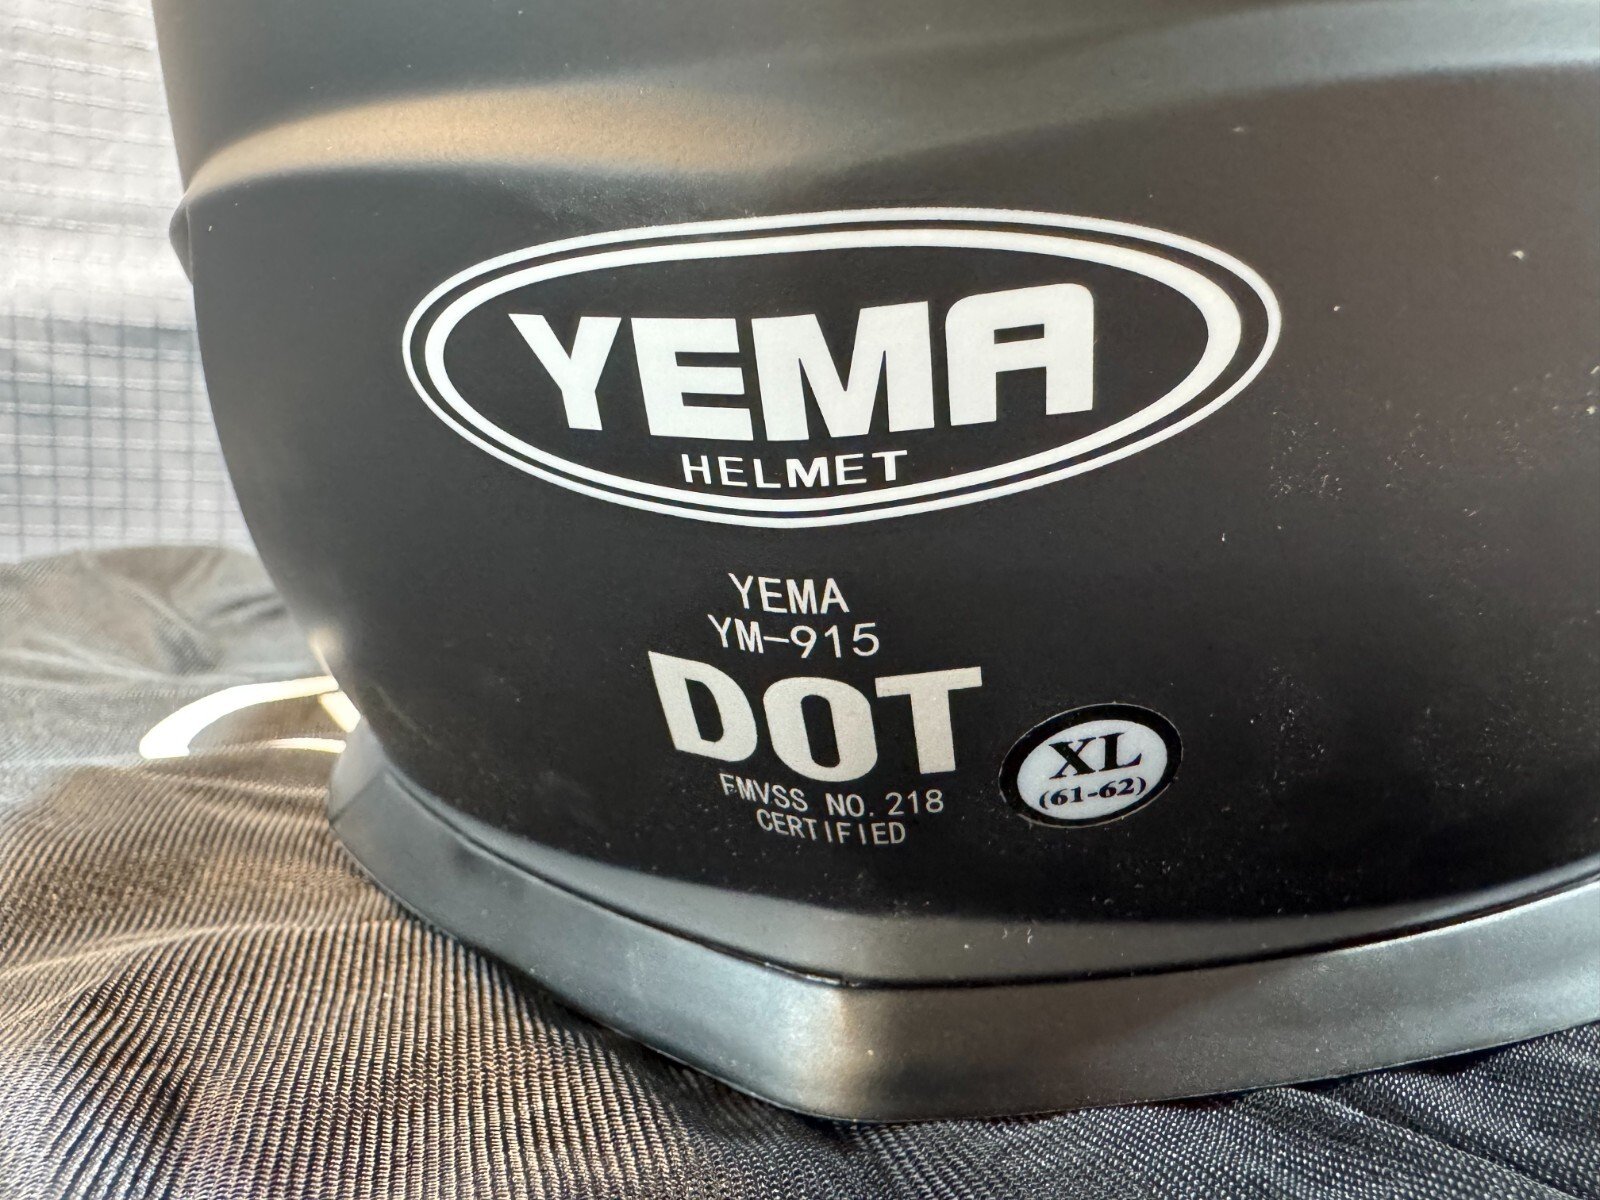 YEMA
HELMET
YEMA
YM-915
DOT
FMVSS NO. 218
CERTIFIED
XL
(61-62)